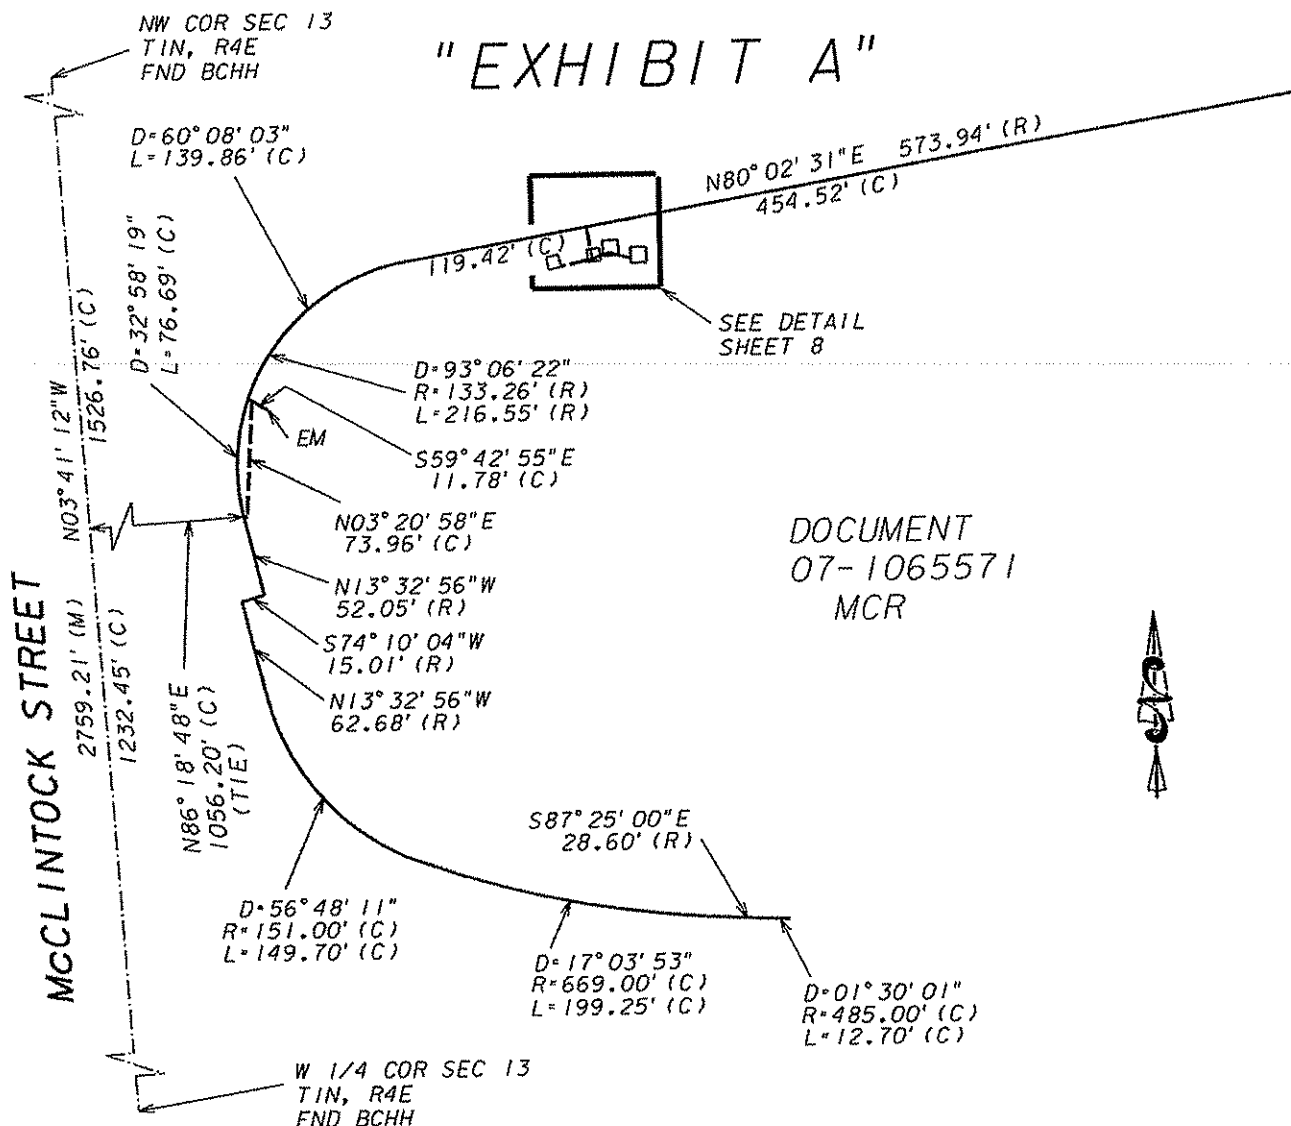 NW COR SEC 13
T1N, R4E
FND BCHH
"EXHIBIT A"
D=60°08'03"
L=139.86' (C)
N80°02'31"E 573.94' (R)
454.52' (C)
119.42' (C)
SEE DETAIL
SHEET 8
D=32°58'19"
L=76.69' (C)
D=93°06'22"
R=133.26' (R)
L=216.55' (R)
EM
S59°42'55"E
11.78' (C)
N03°20'58"E
73.96' (C)
N13°32'56"W
52.05' (R)
S74°10'04"W
15.01' (R)
N13°32'56"W
62.68' (R)
DOCUMENT
07-1065571
MCR
N03°41'12"W
1526.76' (C)
McCLINTOCK STREET
2759.21' (M)
1232.45' (C)
N86°18'48"E
1056.20' (C)
(TIE)
S87°25'00"E
28.60' (R)
D=56°48'11"
R=151.00' (C)
L=149.70' (C)
D=17°03'53"
R=669.00' (C)
L=199.25' (C)
D=01°30'01"
R=485.00' (C)
L=12.70' (C)
W 1/4 COR SEC 13
T1N, R4E
FND BCHH